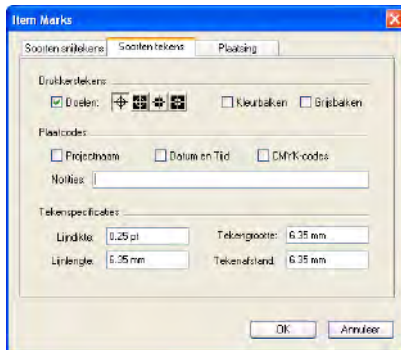 Item Marks
Soorten snijtekens Soorten tekens Plaatsing
Drukkerstekens
Doelen: Kleurbalken Grijsbalken
Plaatcodes
Projectnaam Datum en Tijd CMYK-codes
Notities:
Tekenspecificaties
Lijndikte: 0.25 pt Tekengrootte: 6.35 mm
Lijnlengte: 6.35 mm Tekenafstand: 6.35 mm
OK Annuleer